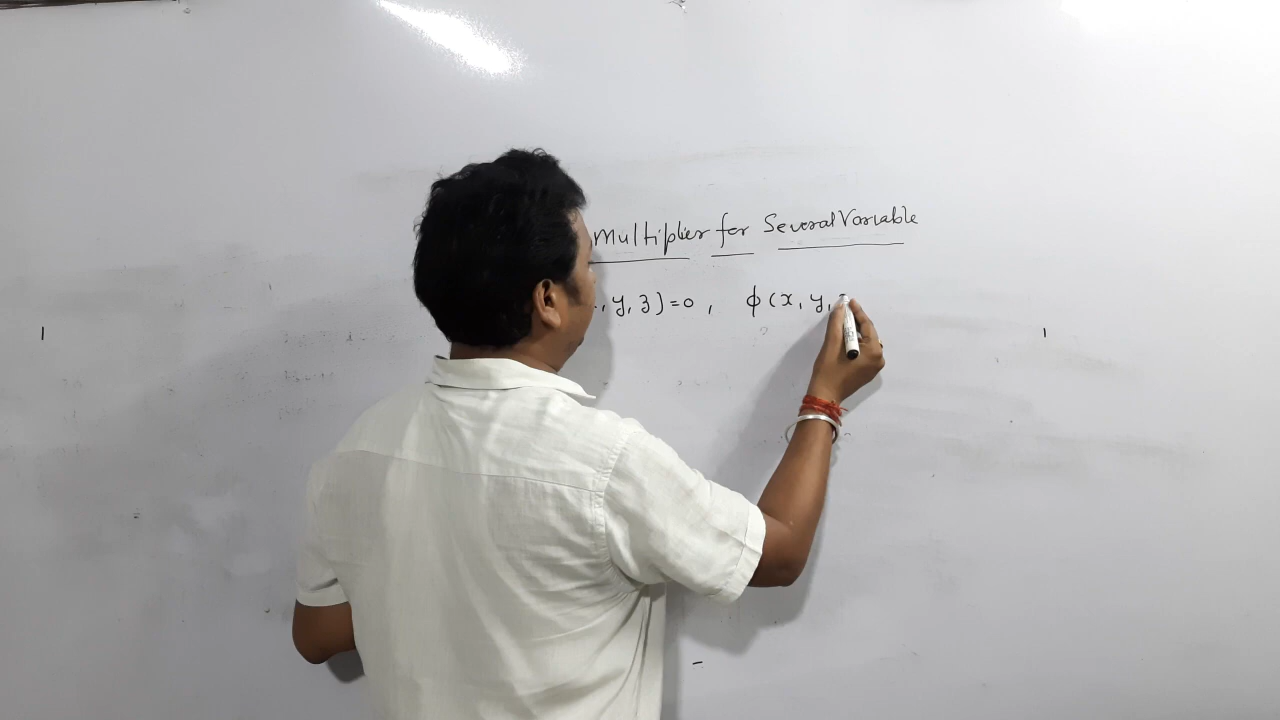 Multiplier for Several Variable
, y, z) = 0 , ϕ(x, y,